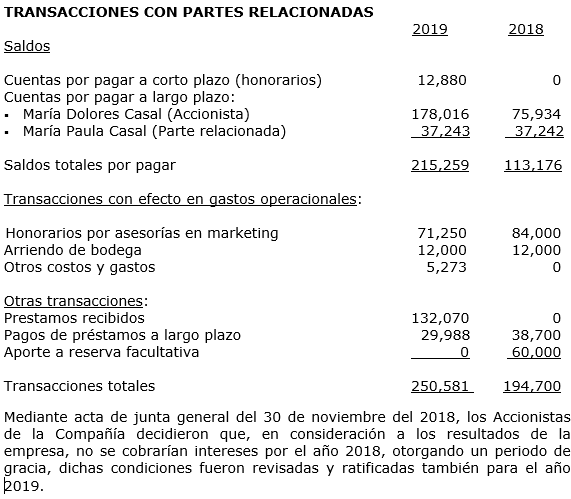 TRANSACCIONES CON PARTES RELACIONADAS
2019 2018
Saldos
Cuentas por pagar a corto plazo (honorarios) 12,880 0
Cuentas por pagar a largo plazo:
▪ María Dolores Casal (Accionista) 178,016 75,934
▪ María Paula Casal (Parte relacionada) 37,243 37,242
Saldos totales por pagar 215,259 113,176
Transacciones con efecto en gastos operacionales:
Honorarios por asesorías en marketing 71,250 84,000
Arriendo de bodega 12,000 12,000
Otros costos y gastos 5,273 0
Otras transacciones:
Prestamos recibidos 132,070 0
Pagos de préstamos a largo plazo 29,988 38,700
Aporte a reserva facultativa 0 60,000
Transacciones totales 250,581 194,700
Mediante acta de junta general del 30 de noviembre del 2018, los Accionistas
de la Compañía decidieron que, en consideración a los resultados de la
empresa, no se cobrarían intereses por el año 2018, otorgando un periodo de
gracia, dichas condiciones fueron revisadas y ratificadas también para el año
2019.